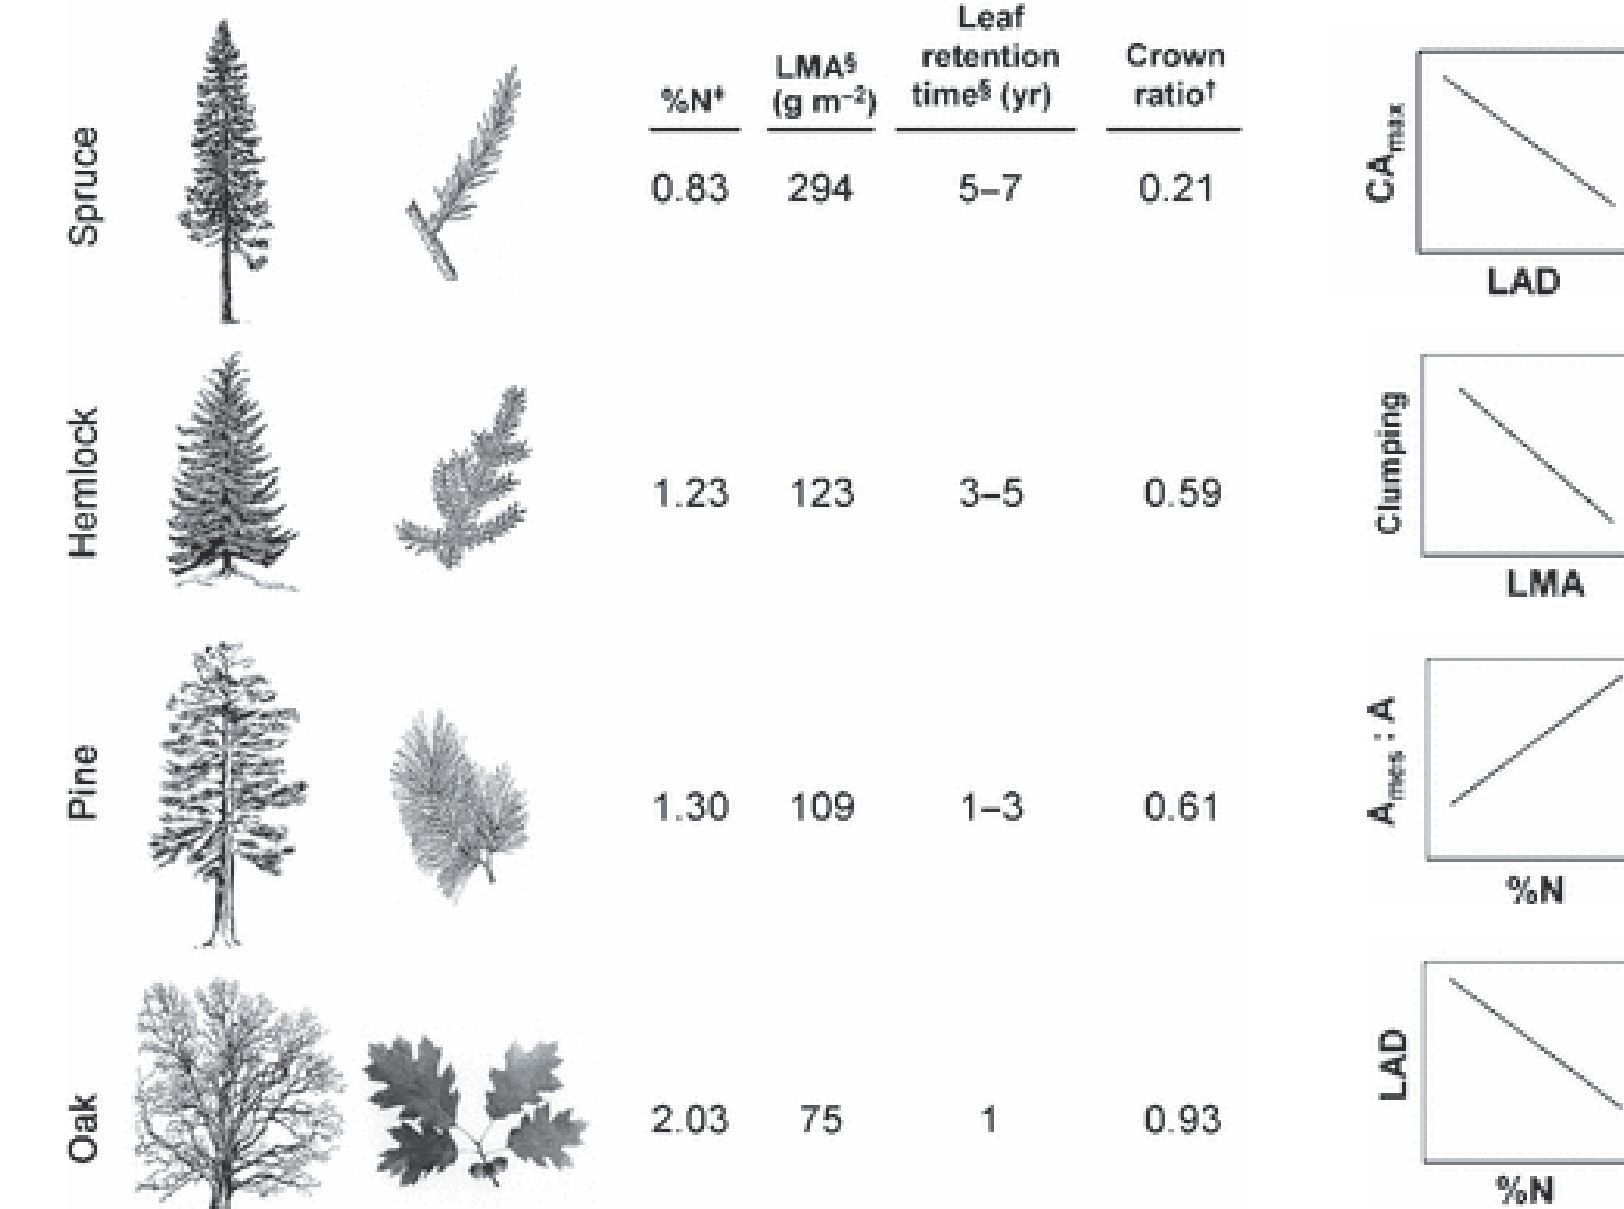 Leaf
retention
time§ (yr)
%N‡
LMA§
(g m–2)
Crown
ratio†
Spruce
0.83 294 5–7 0.21
Hemlock
1.23 123 3–5 0.59
Pine
1.30 109 1–3 0.61
Oak
2.03 75 1 0.93
CAmax
LAD
Clumping
LMA
Ames : A
%N
LAD
%N